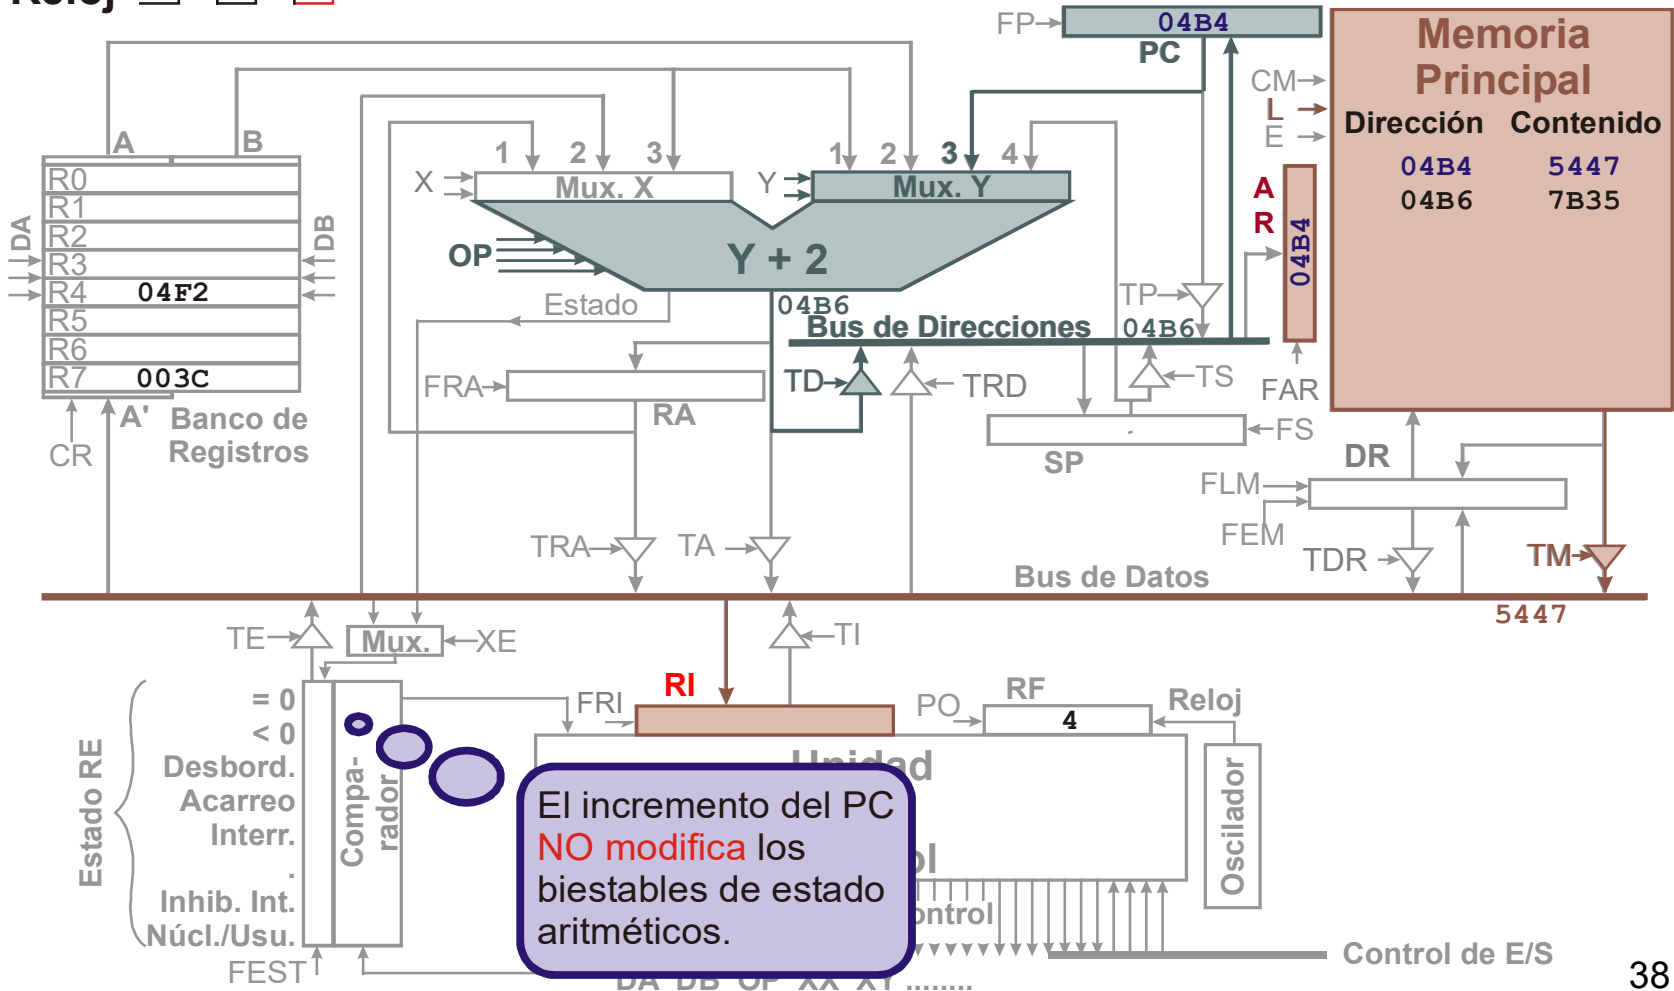 Reloj
FP
04B4
PC
Memoria
Principal
Dirección Contenido
04B4 5447
04B6 7B35
CM
L
E
A
B
1
2
3
1
2
3
4
X
Mux. X
Y
Mux. Y
A
R
04B4
FAR
R0
R1
R2
R3
R4 04F2
R5
R6
R7 003C
DA
DB
A'
CR
Banco de
Registros
OP
Y + 2
04B6
Estado
Bus de Direcciones 04B6
TP
FRA
RA
TD
TRD
TS
SP
FS
DR
FLM
FEM
TRA
TA
TDR
TM
Bus de Datos
5447
TE
Mux.
XE
TI
RI
FRI
PO
RF
4
Reloj
Oscilador
Estado RE
= 0
< 0
Desbord.
Acarreo
Interr.
.
Inhib. Int.
Núcl./Usu.
FEST
Compa-
rador
El incremento del PC
NO modifica los
biestables de estado
aritméticos.
Control de E/S
38